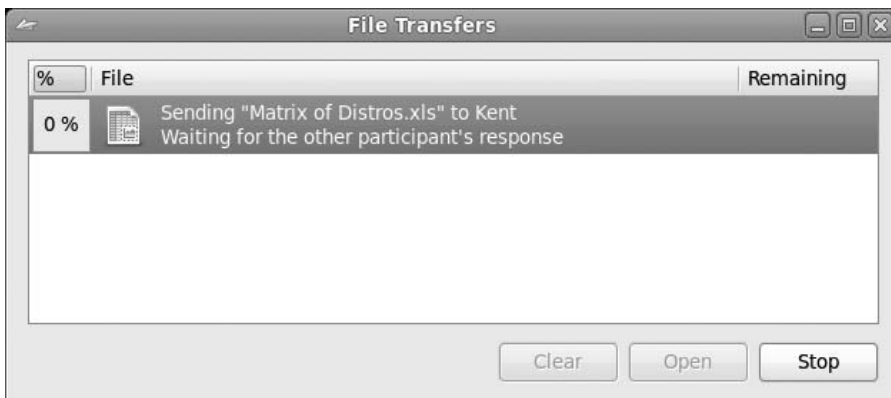 File Transfers
% File Remaining
0 % Sending "Matrix of Distros.xls" to Kent
Waiting for the other participant's response
Clear Open Stop